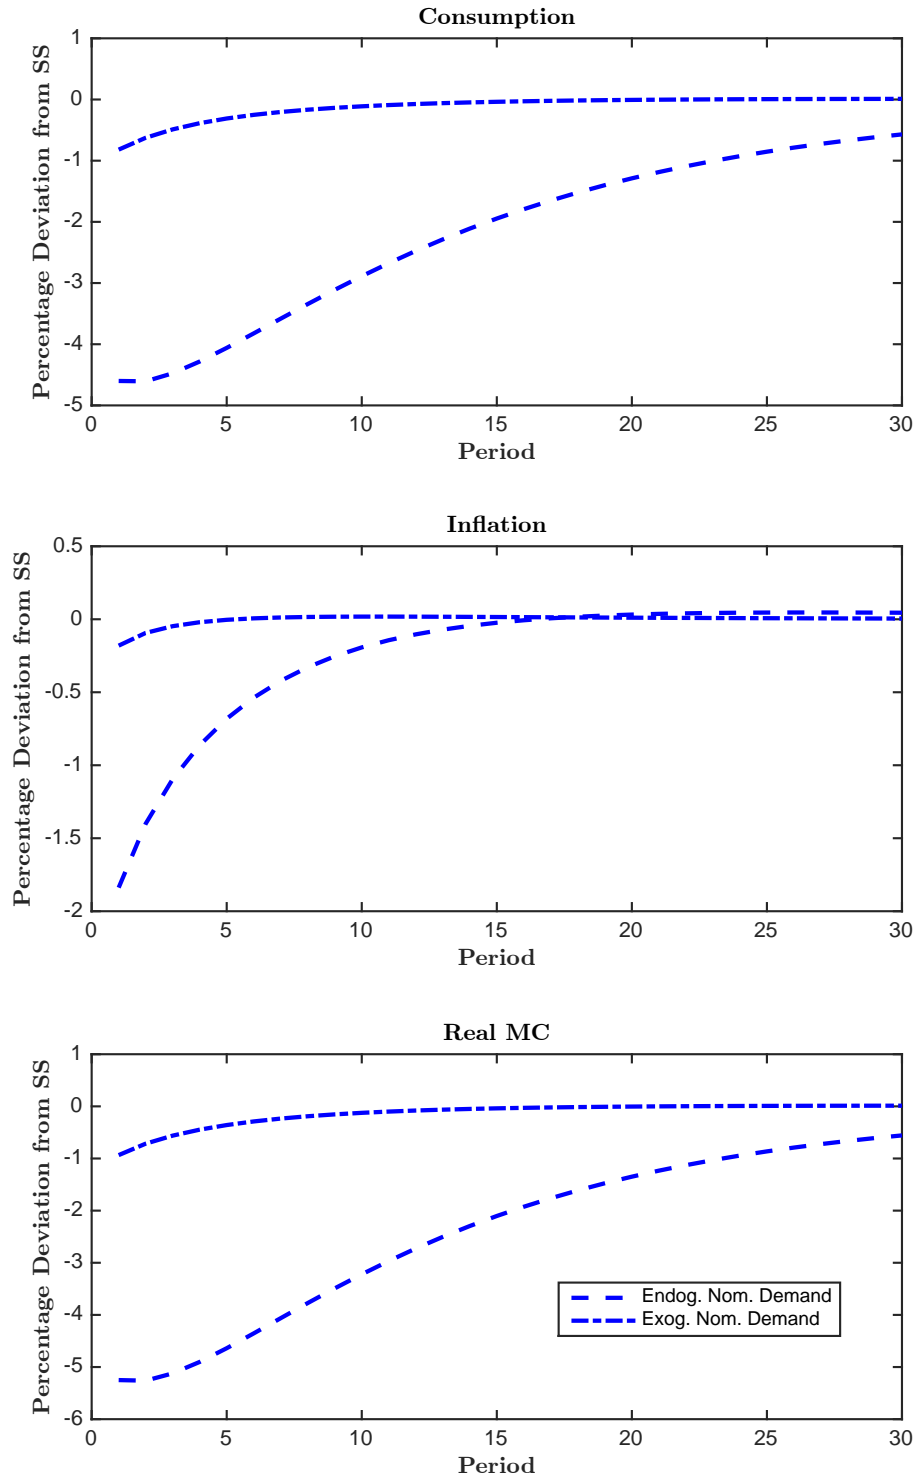 Consumption
Percentage Deviation from SS
1
0
-1
-2
-3
-4
-5
0 5 10 15 20 25 30
Period
Inflation
Percentage Deviation from SS
0.5
0
-0.5
-1
-1.5
-2
0 5 10 15 20 25 30
Period
Real MC
Percentage Deviation from SS
1
0
-1
-2
-3
-4
-5
-6
Endog. Nom. Demand
Exog. Nom. Demand
0 5 10 15 20 25 30
Period